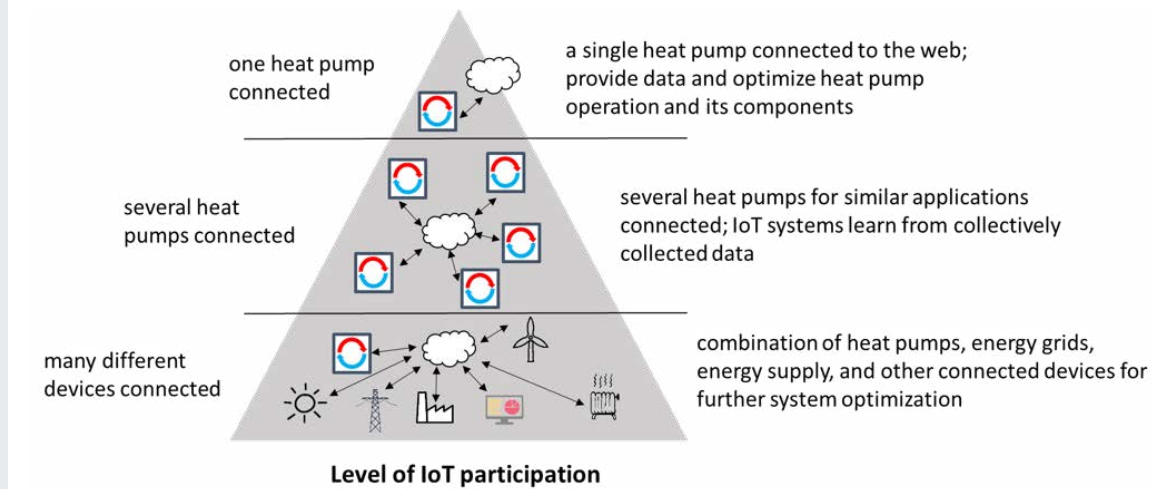 one heat pump
connected
a single heat pump connected to the web;
provide data and optimize heat pump
operation and its components
several heat
pumps connected
several heat pumps for similar applications
connected; IoT systems learn from collectively
collected data
many different
devices connected
combination of heat pumps, energy grids,
energy supply, and other connected devices for
further system optimization
Level of IoT participation